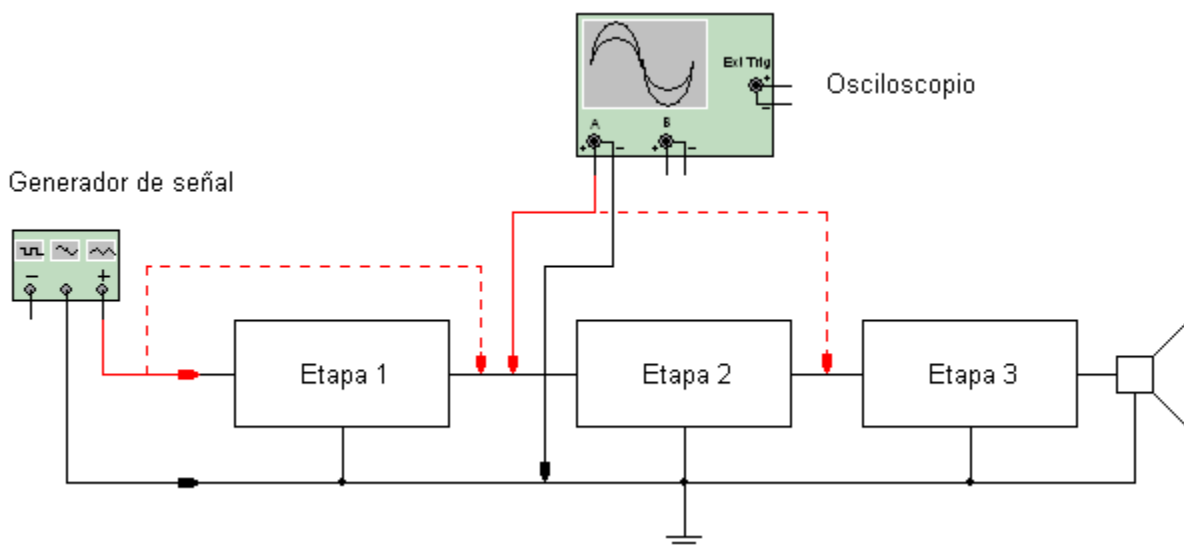 Ext Trig
+
Osciloscopio
−
A
B
+
−
+
−
Generador de señal
−
+
Etapa 1
Etapa 2
Etapa 3